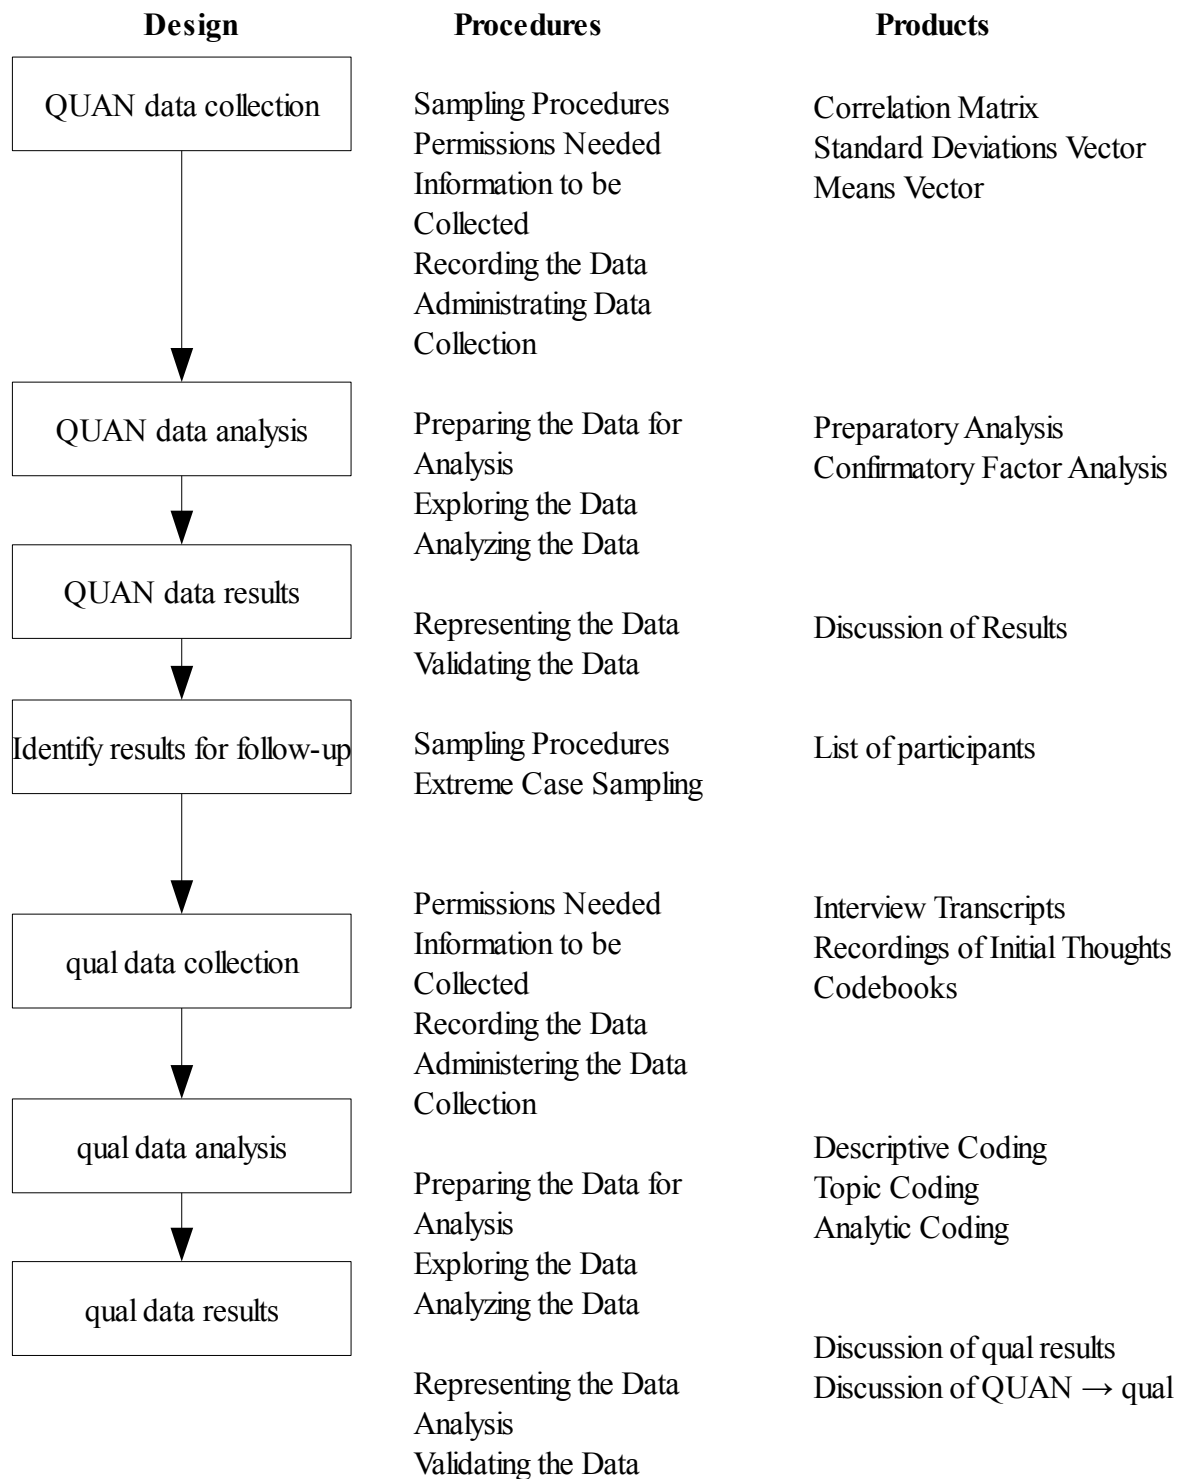 Design Procedures Products
QUAN data collection
Sampling Procedures
Permissions Needed
Information to be
Collected
Recording the Data
Administrating Data
Collection
Correlation Matrix
Standard Deviations Vector
Means Vector
QUAN data analysis
Preparing the Data for
Analysis
Exploring the Data
Analyzing the Data
Preparatory Analysis
Confirmatory Factor Analysis
QUAN data results
Representing the Data
Validating the Data
Discussion of Results
Identify results for follow-up
Sampling Procedures
Extreme Case Sampling
List of participants
qual data collection
Permissions Needed
Information to be
Collected
Recording the Data
Administering the Data
Collection
Interview Transcripts
Recordings of Initial Thoughts
Codebooks
qual data analysis
Preparing the Data for
Analysis
Exploring the Data
Analyzing the Data
Descriptive Coding
Topic Coding
Analytic Coding
qual data results
Representing the Data
Analysis
Validating the Data
Discussion of qual results
Discussion of QUAN → qual